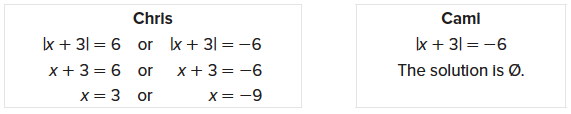 Chris
|x + 3| = 6 or |x + 3| = −6
x + 3 = 6 or x + 3 = −6
x = 3 or x = −9
Cami
|x + 3| = −6
The solution is Ø.